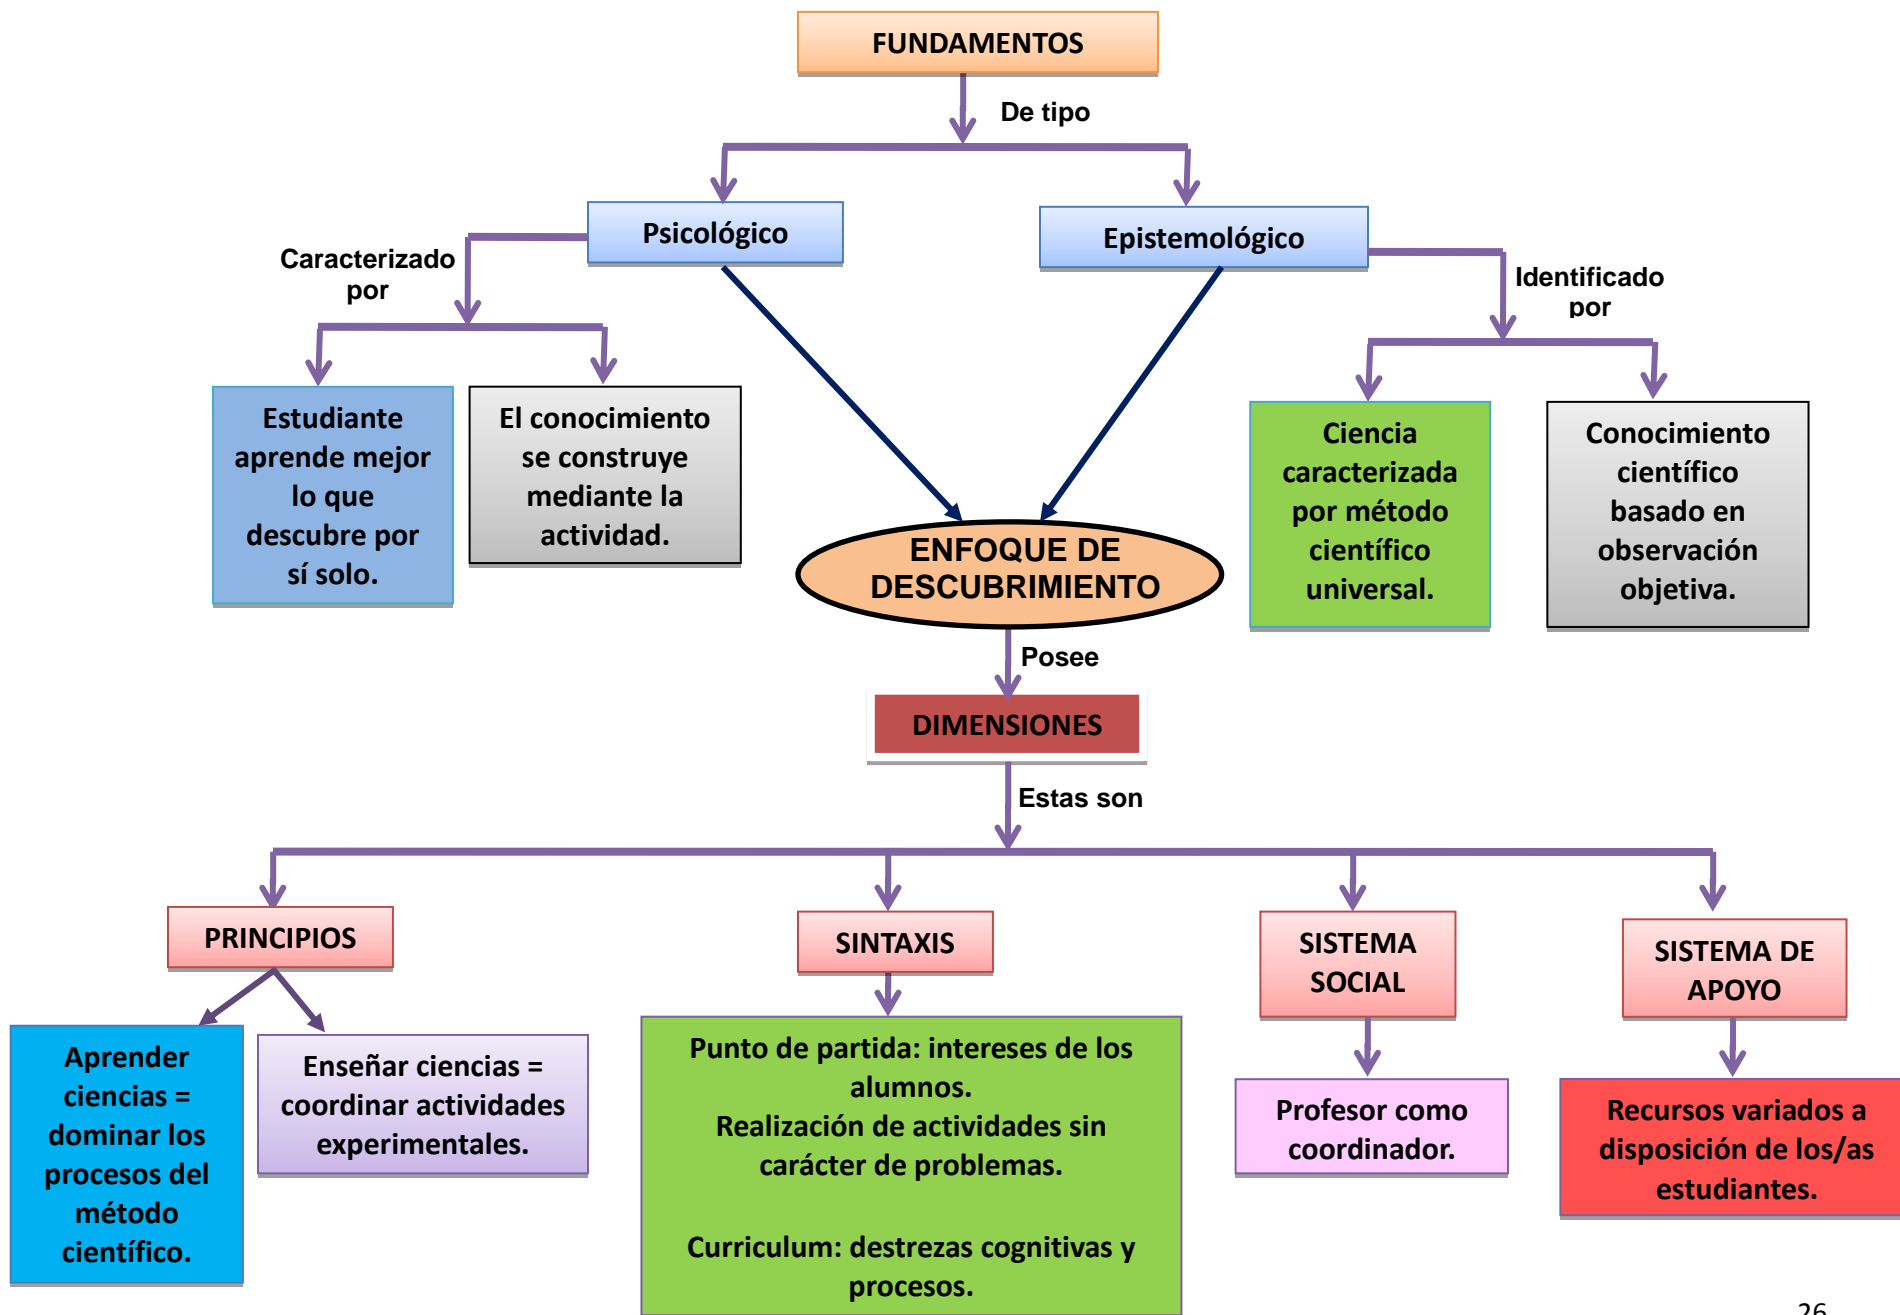 FUNDAMENTOS
De tipo
Psicológico
Epistemológico
Caracterizado
por
Identificado
por
Estudiante
aprende mejor
lo que
descubre por
sí solo.
El conocimiento
se construye
mediante la
actividad.
Ciencia
caracterizada
por método
científico
universal.
Conocimiento
científico
basado en
observación
objetiva.
ENFOQUE DE
DESCUBRIMIENTO
Posee
DIMENSIONES
Estas son
PRINCIPIOS
SINTAXIS
SISTEMA
SOCIAL
SISTEMA DE
APOYO
Aprender
ciencias =
dominar los
procesos del
método
científico.
Enseñar ciencias =
coordinar actividades
experimentales.
Punto de partida: intereses de los
alumnos.
Realización de actividades sin
carácter de problemas.
Curriculum: destrezas cognitivas y
procesos.
Profesor como
coordinador.
Recursos variados a
disposición de los/as
estudiantes.
26